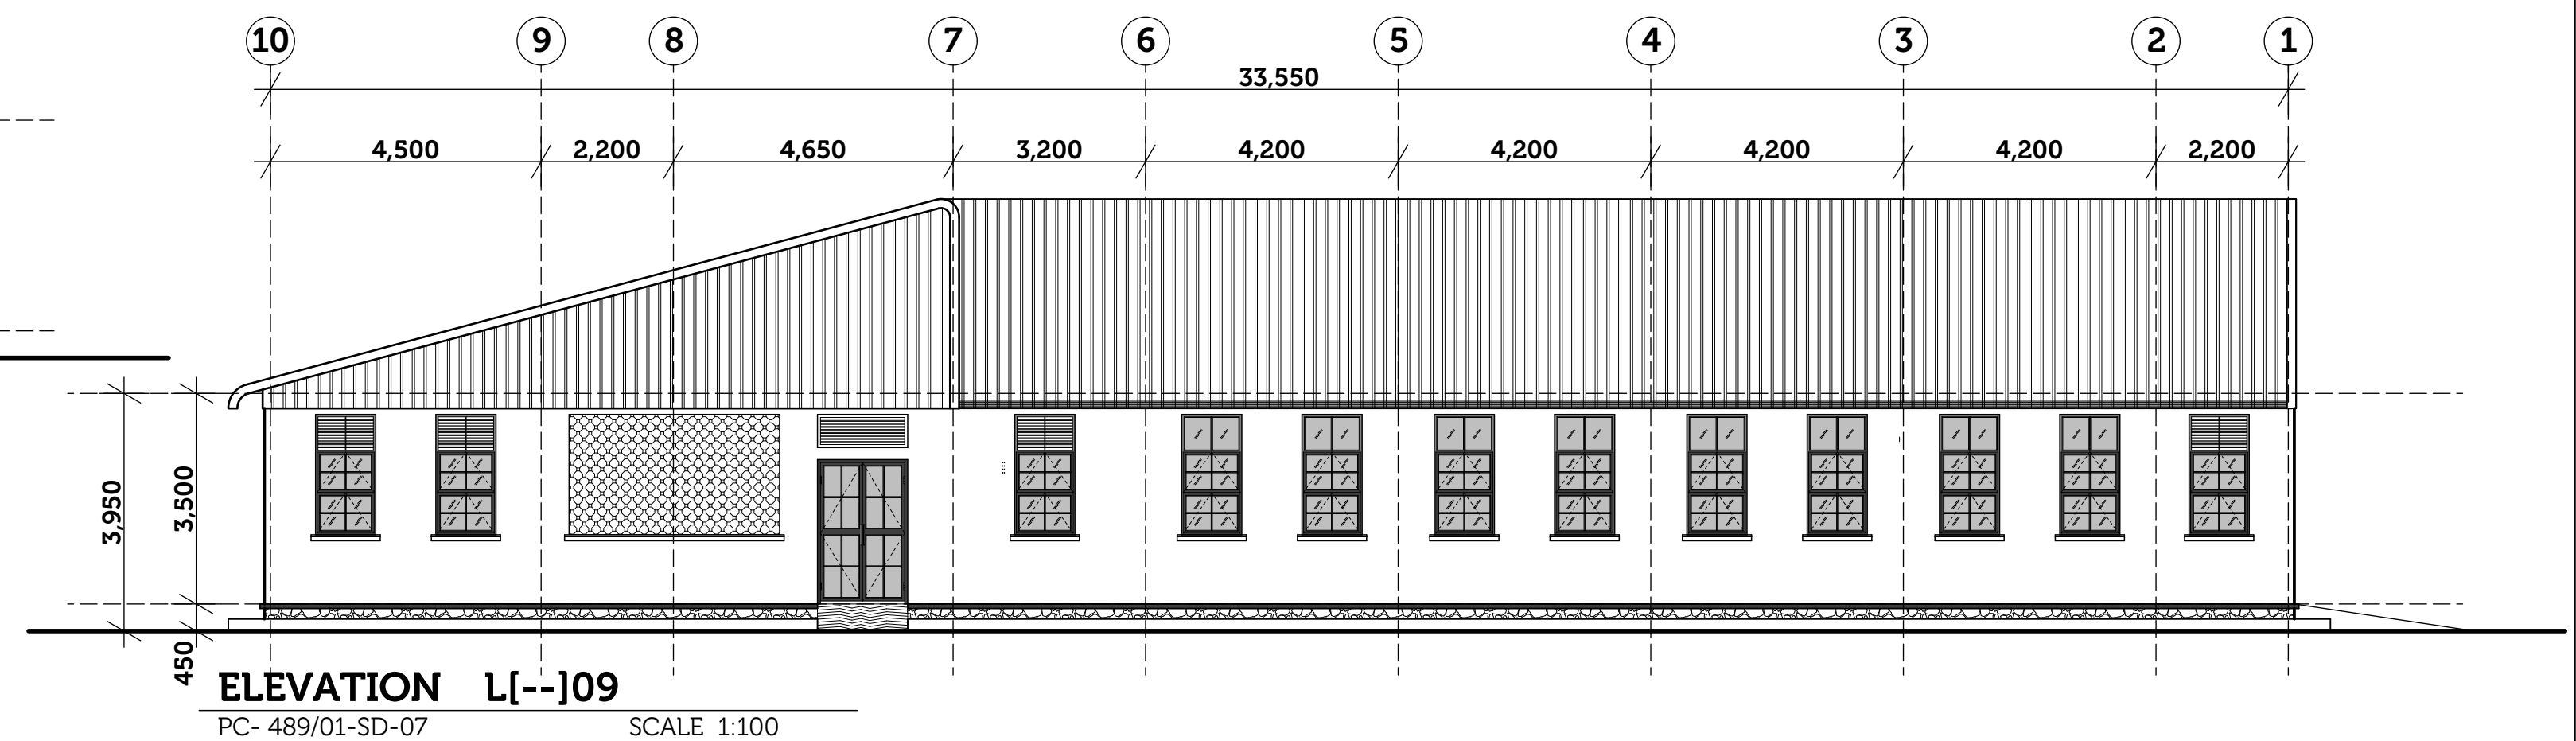 10 9 8 7 6 5 4 3 2 1
33,550
4,500 2,200 4,650 3,200 4,200 4,200 4,200 4,200 2,200
3,950
3,500
450
ELEVATION L[--]09
PC- 489/01-SD-07 SCALE 1:100